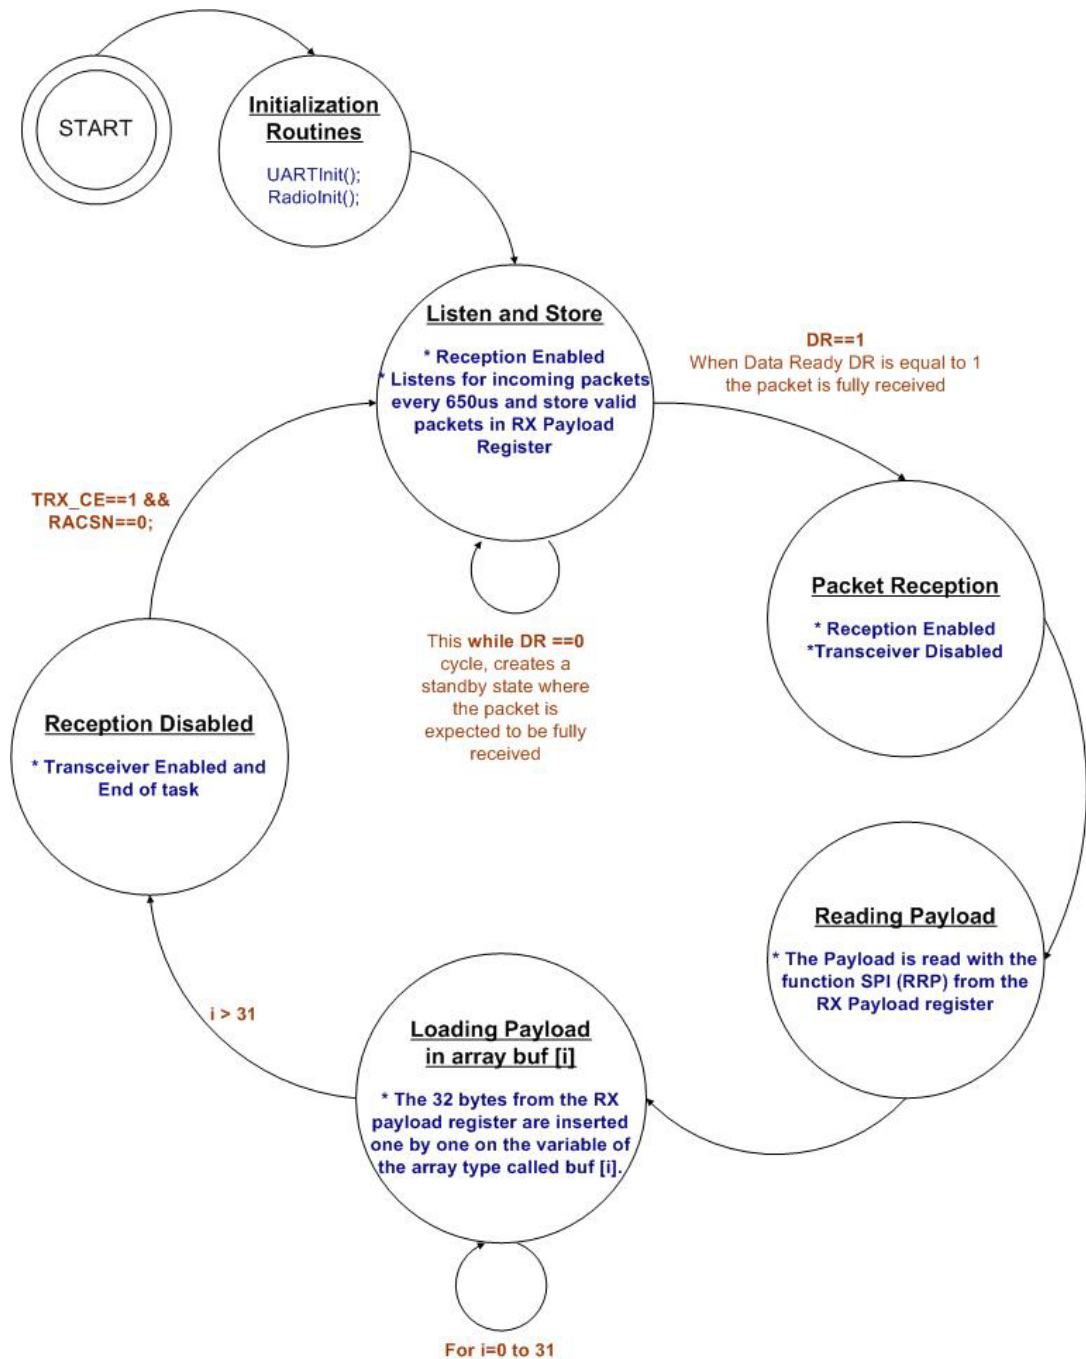 START
Initialization
Routines
UARTInit();
RadioInit();
Listen and Store
* Reception Enabled
* Listens for incoming packets
every 650us and store valid
packets in RX Payload
Register
DR==1
When Data Ready DR is equal to 1
the packet is fully received
TRX_CE==1 &&
RACSN==0;
This while DR ==0
cycle, creates a
standby state where
the packet is
expected to be fully
received
Packet Reception
* Reception Enabled
*Transceiver Disabled
Reception Disabled
* Transceiver Enabled and
End of task
Reading Payload
* The Payload is read with the
function SPI (RRP) from the
RX Payload register
i > 31
Loading Payload
in array buf [i]
* The 32 bytes from the RX
payload register are inserted
one by one on the variable of
the array type called buf [i].
For i=0 to 31